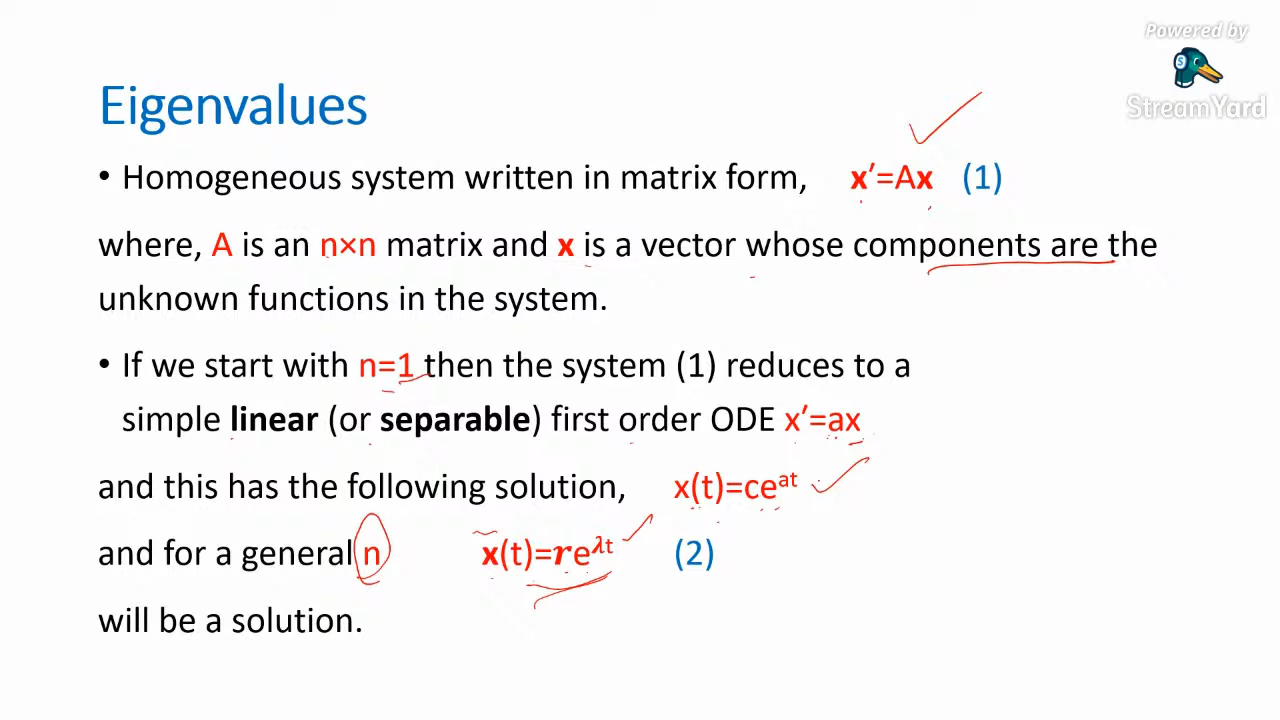 Powered by
StreamYard
Eigenvalues
• Homogeneous system written in matrix form, x′=Ax (1)
where, A is an n×n matrix and x is a vector whose components are the
unknown functions in the system.
• If we start with n=1 then the system (1) reduces to a
simple linear (or separable) first order ODE x′=ax
and this has the following solution, x(t)=ceᵃᵗ
and for a general n x(t)=re^λt (2)
will be a solution.